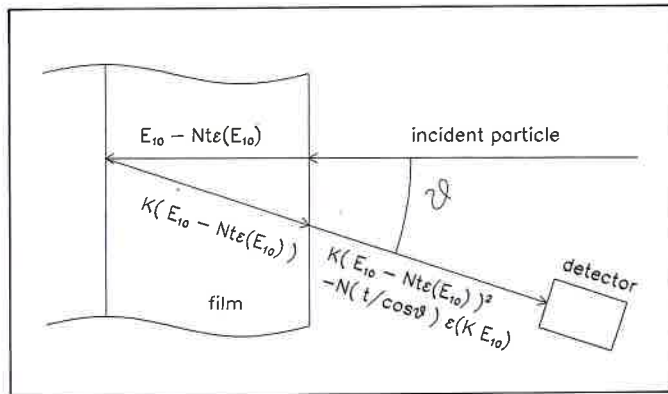 E₁₀ − Ntε(E₁₀)
incident particle
ϑ
K( E₁₀ − Ntε(E₁₀) )
K( E₁₀ − Ntε(E₁₀) )²
−N( t/cosϑ ) ε(K E₁₀)
detector
film